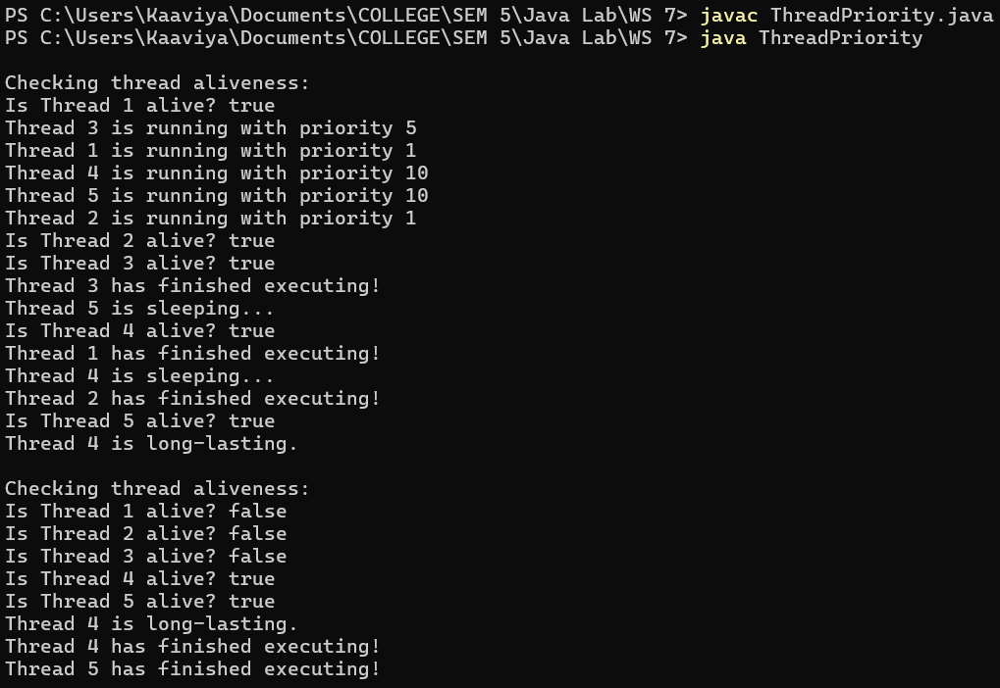 PS C:\Users\Kaaviya\Documents\COLLEGE\SEM 5\Java Lab\WS 7> javac ThreadPriority.java
PS C:\Users\Kaaviya\Documents\COLLEGE\SEM 5\Java Lab\WS 7> java ThreadPriority
Checking thread aliveness:
Is Thread 1 alive? true
Thread 3 is running with priority 5
Thread 1 is running with priority 1
Thread 4 is running with priority 10
Thread 5 is running with priority 10
Thread 2 is running with priority 1
Is Thread 2 alive? true
Is Thread 3 alive? true
Thread 3 has finished executing!
Thread 5 is sleeping...
Is Thread 4 alive? true
Thread 1 has finished executing!
Thread 4 is sleeping...
Thread 2 has finished executing!
Is Thread 5 alive? true
Thread 4 is long-lasting.
Checking thread aliveness:
Is Thread 1 alive? false
Is Thread 2 alive? false
Is Thread 3 alive? false
Is Thread 4 alive? true
Is Thread 5 alive? true
Thread 4 is long-lasting.
Thread 4 has finished executing!
Thread 5 has finished executing!